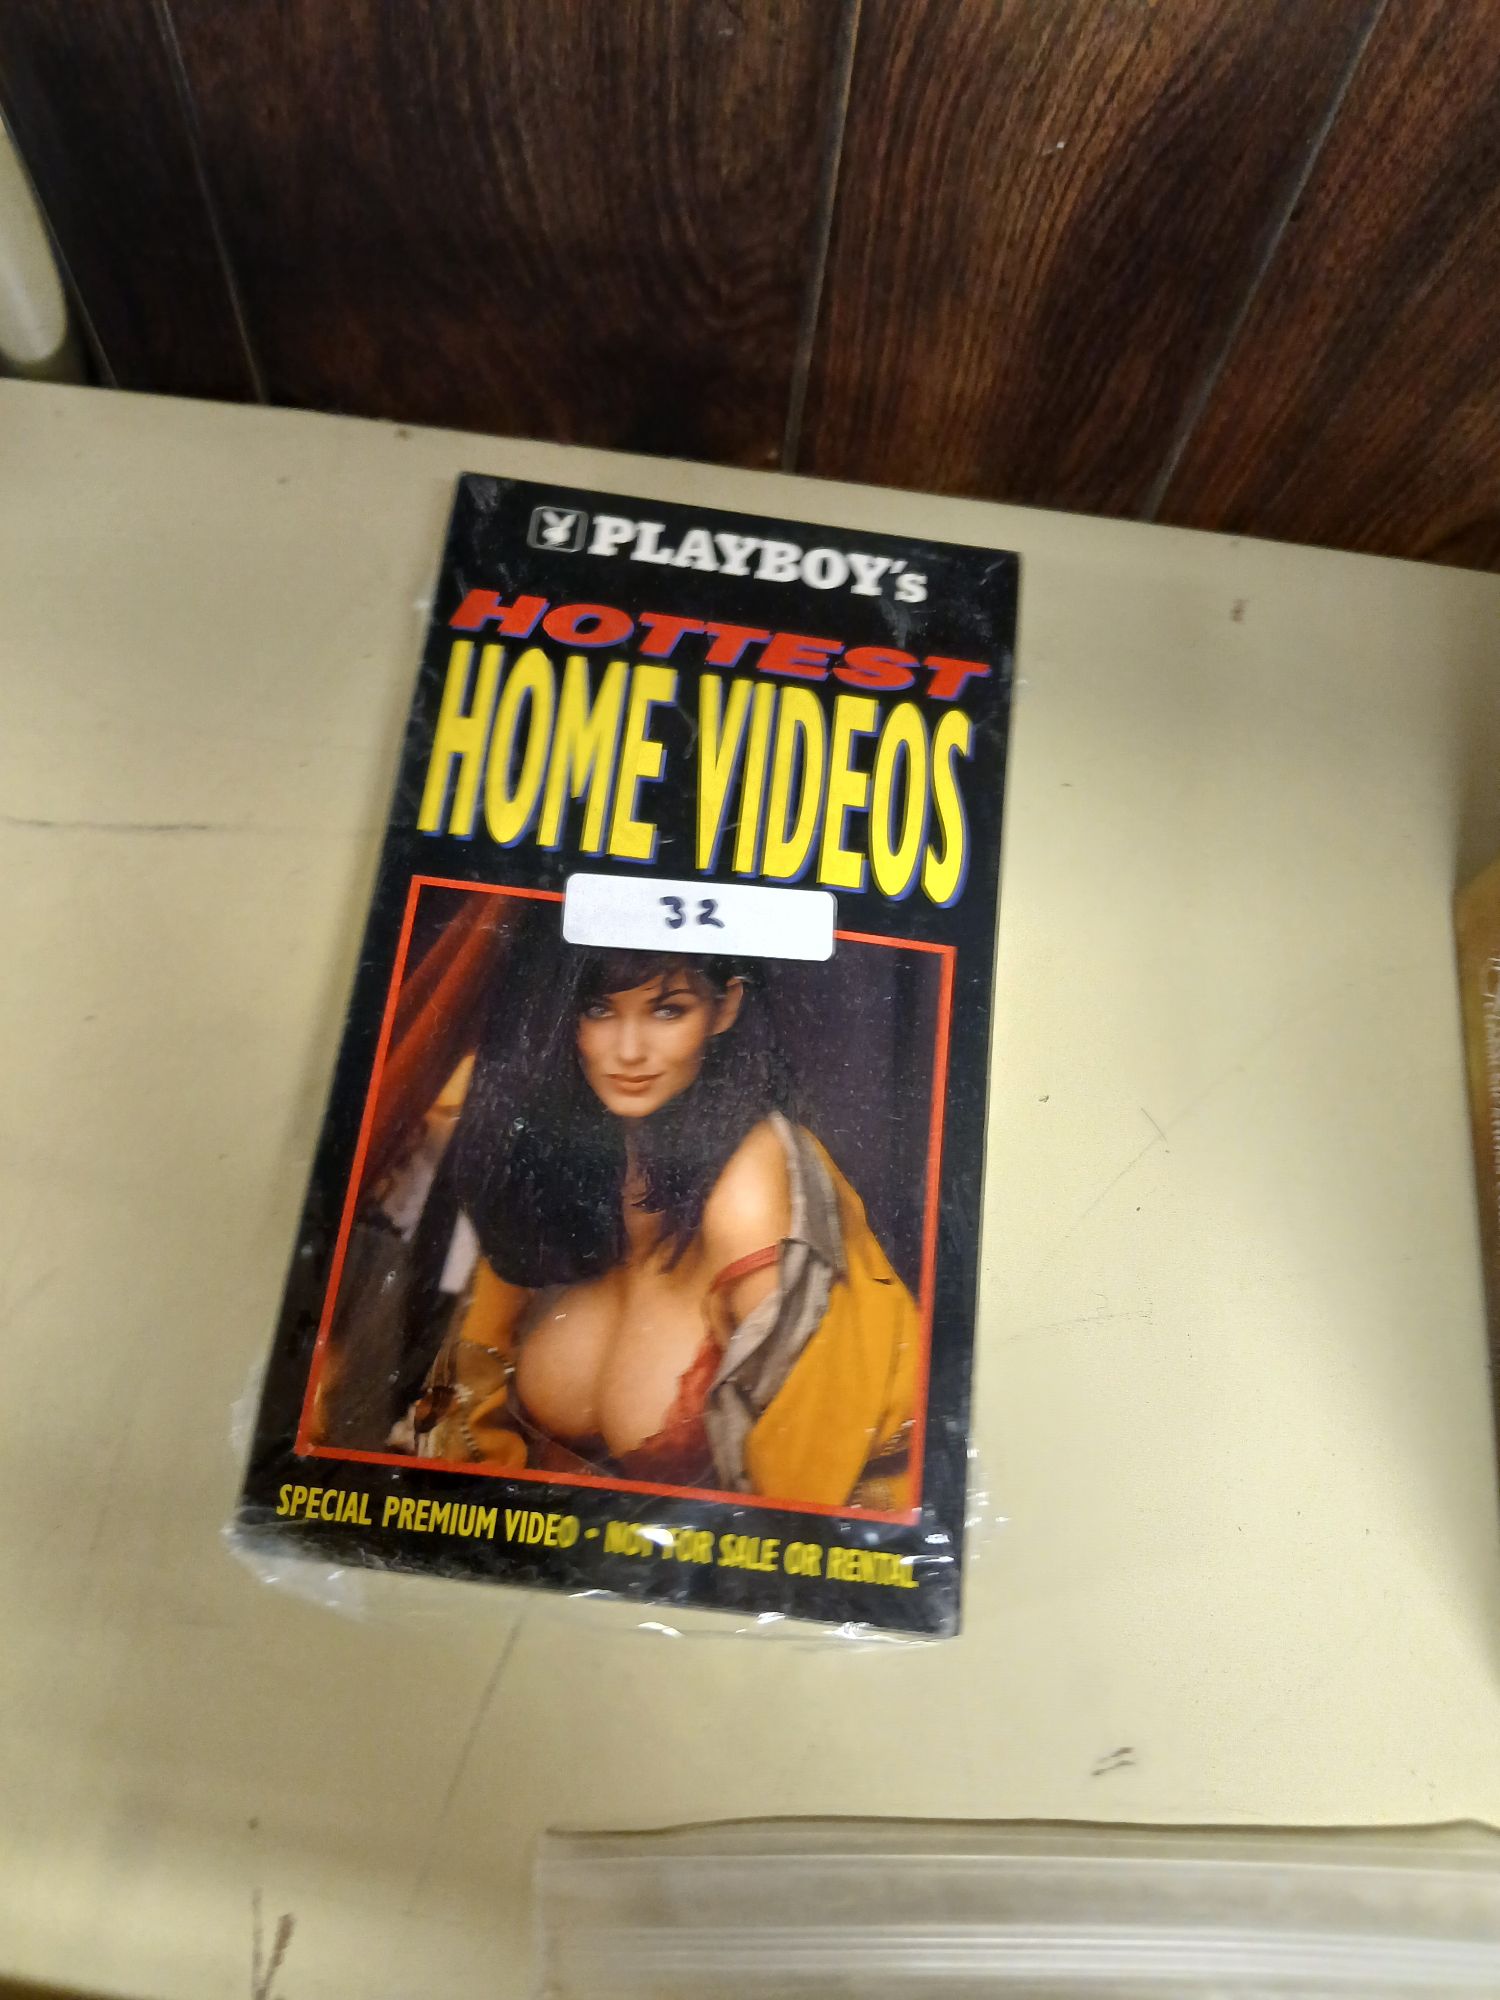 PLAYBOY's
HOTTEST
HOME VIDEOS
32
SPECIAL PREMIUM VIDEO - NOT FOR SALE OR RENTAL